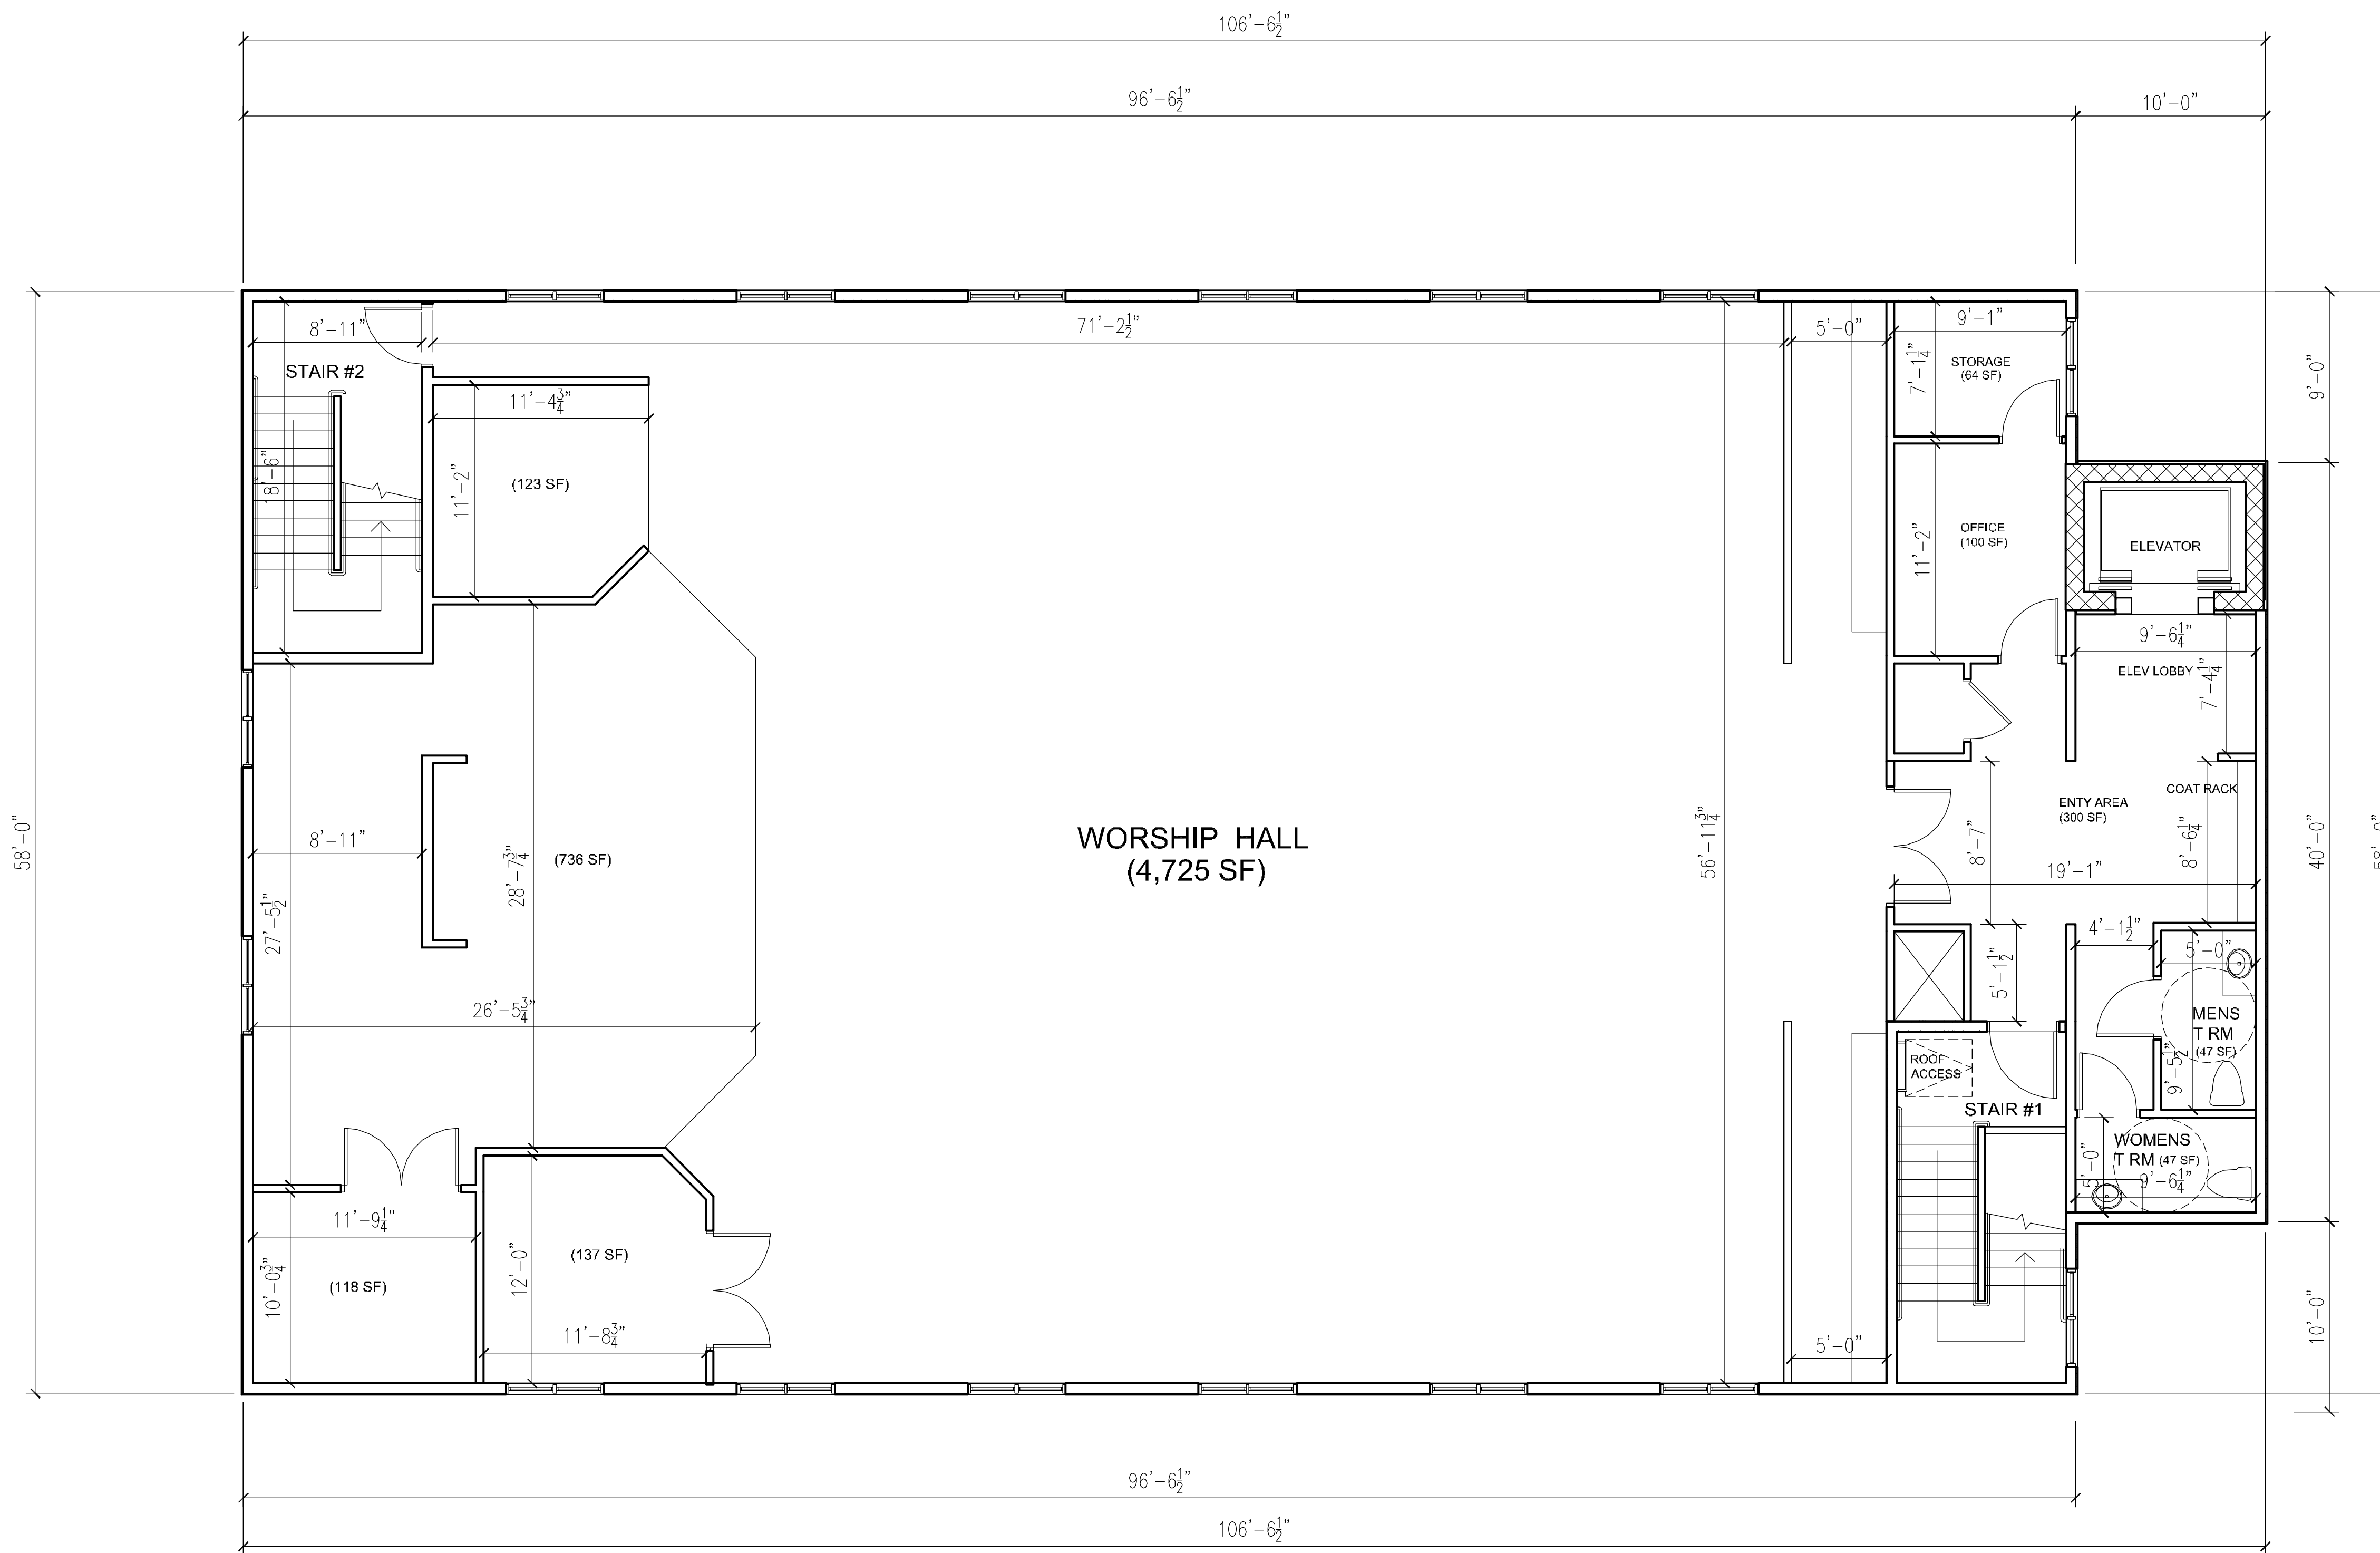 106'-6½"
96'-6½"
10'-0"
8'-11"
71'-2½"
5'-0"
9'-1"
STAIR #2
7'-1¼"
STORAGE
(64 SF)
9'-0"
11'-4¾"
18'-6"
11'-2"
(123 SF)
11'-2"
OFFICE
(100 SF)
ELEVATOR
9'-6¼"
ELEV LOBBY
7'-4¼"
58'-0"
8'-11"
28'-7¾"
(736 SF)
WORSHIP HALL
(4,725 SF)
56'-11¾"
8'-7"
ENTY AREA
(300 SF)
COAT RACK
8'-6¼"
40'-0"
58'-0"
19'-1"
27'-5½"
4'-1½"
5'-0"
5'-1½"
26'-5¾"
MENS
T RM
(47 SF)
9'-5½"
ROOF
ACCESS
STAIR #1
WOMENS
T RM (47 SF)
5'-0"
9'-6¼"
11'-9¼"
10'-0¾"
(118 SF)
12'-0"
(137 SF)
11'-8¾"
5'-0"
10'-0"
96'-6½"
106'-6½"